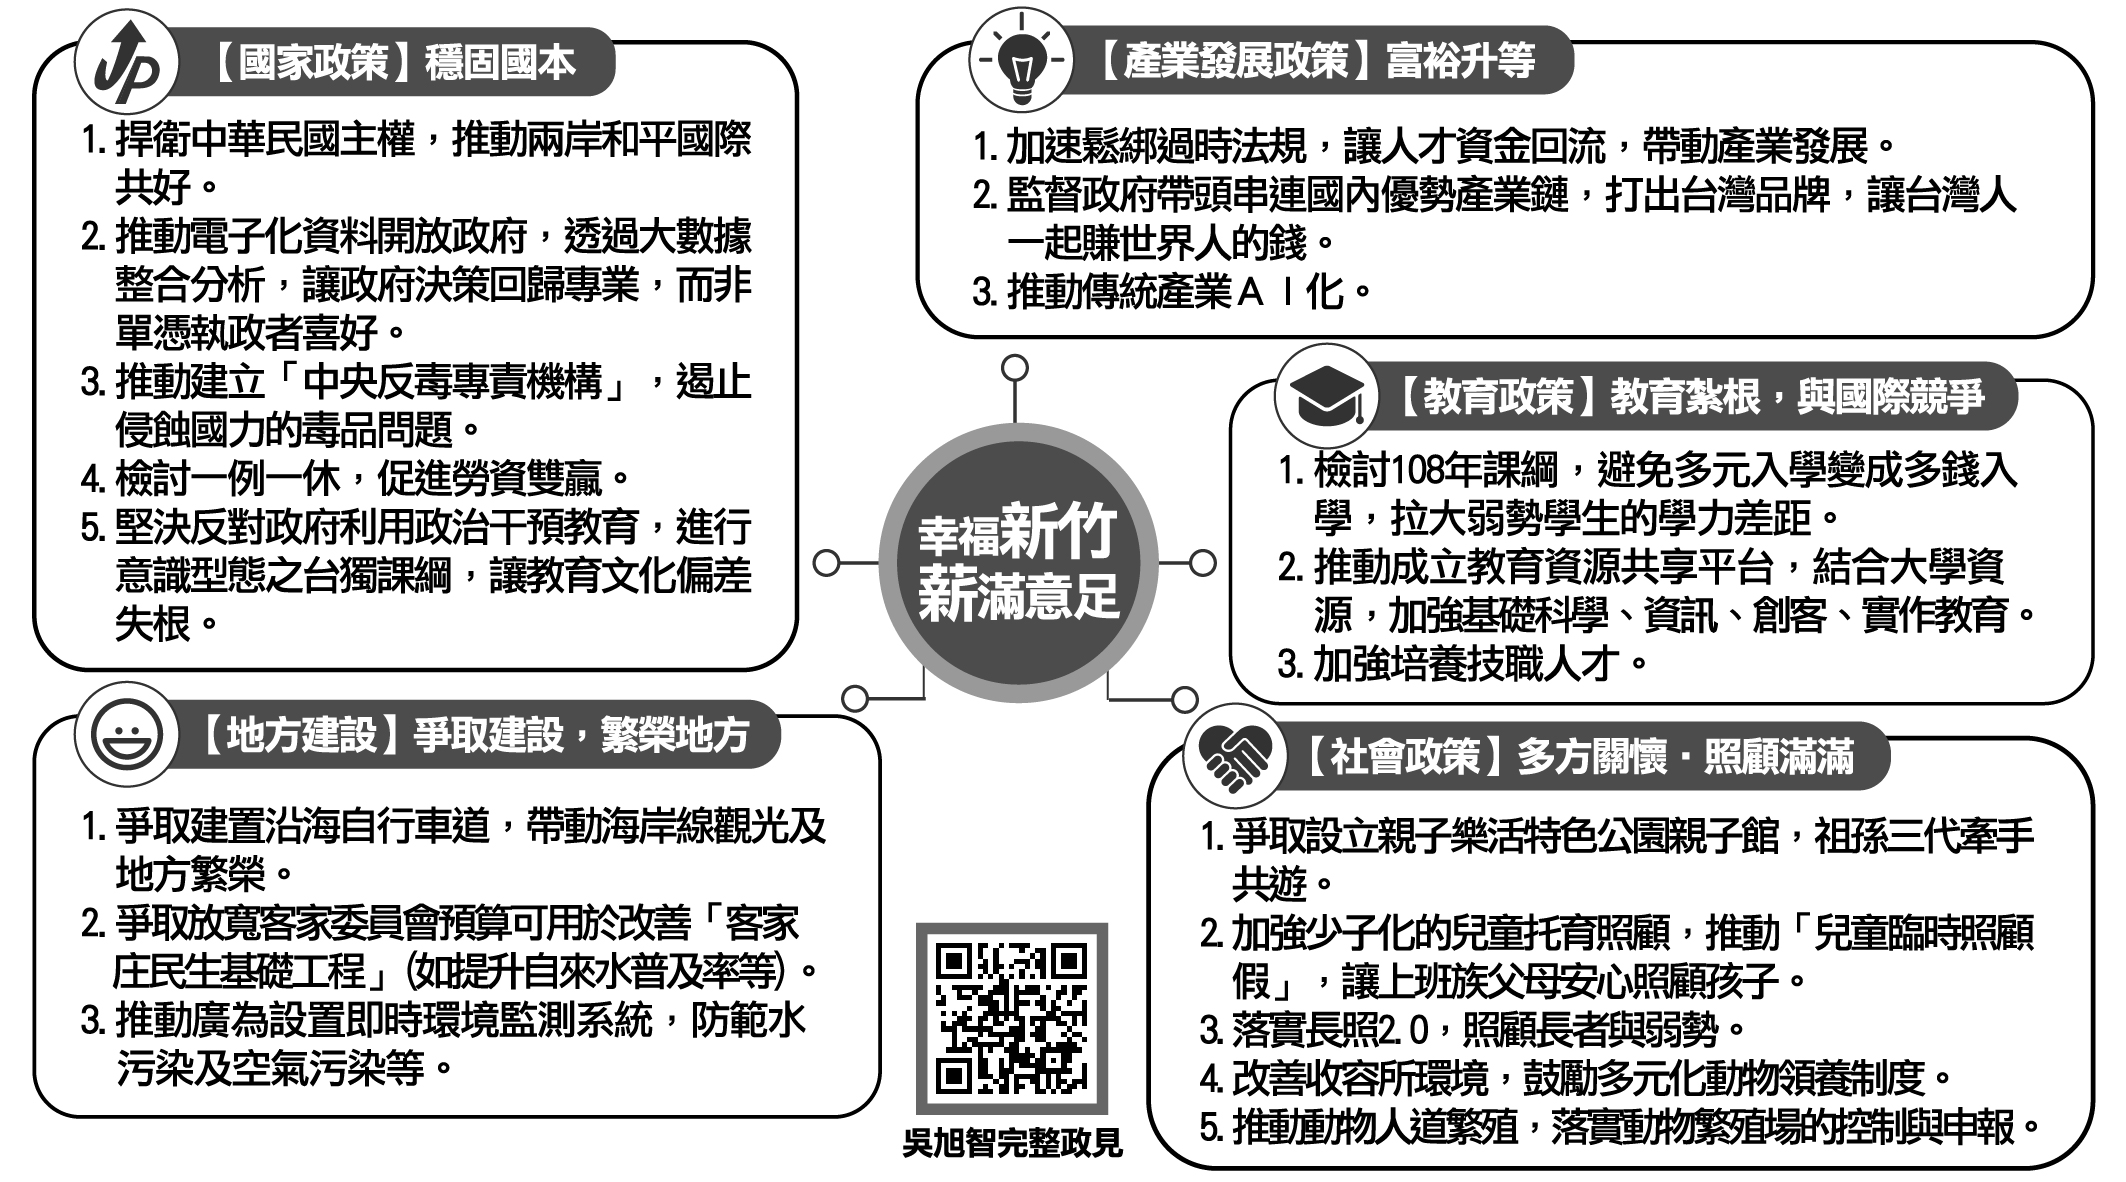 【國家政策】穩固國本
1. 捍衛中華民國主權，推動兩岸和平國際
共好。
2. 推動電子化資料開放政府，透過大數據
整合分析，讓政府決策回歸專業，而非
單憑執政者喜好。
3. 推動建立「中央反毒專責機構」，遏止
侵蝕國力的毒品問題。
4. 檢討一例一休，促進勞資雙贏。
5. 堅決反對政府利用政治干預教育，進行
意識型態之台獨課綱，讓教育文化偏差
失根。
【產業發展政策】富裕升等
1. 加速鬆綁過時法規，讓人才資金回流，帶動產業發展。
2. 監督政府帶頭串連國內優勢產業鏈，打出台灣品牌，讓台灣人
一起賺世界人的錢。
3. 推動傳統產業ＡＩ化。
幸福新竹
薪滿意足
【教育政策】教育紮根，與國際競爭
1. 檢討108年課綱，避免多元入學變成多錢入
學，拉大弱勢學生的學力差距。
2. 推動成立教育資源共享平台，結合大學資
源，加強基礎科學、資訊、創客、實作教育。
3. 加強培養技職人才。
【地方建設】爭取建設，繁榮地方
1. 爭取建置沿海自行車道，帶動海岸線觀光及
地方繁榮。
2. 爭取放寬客家委員會預算可用於改善「客家
庄民生基礎工程」(如提升自來水普及率等)。
3. 推動廣為設置即時環境監測系統，防範水
污染及空氣污染等。
【社會政策】多方關懷．照顧滿滿
1. 爭取設立親子樂活特色公園親子館，祖孫三代牽手
共遊。
2. 加強少子化的兒童托育照顧，推動「兒童臨時照顧
假」，讓上班族父母安心照顧孩子。
3. 落實長照2.0，照顧長者與弱勢。
4. 改善收容所環境，鼓勵多元化動物領養制度。
5. 推動動物人道繁殖，落實動物繁殖場的控制與申報。
吳旭智完整政見